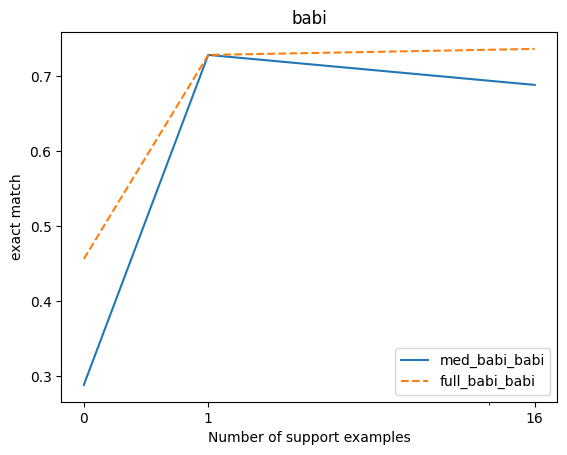 babi
exact match
0.7
0.6
0.5
0.4
0.3
med_babi_babi
full_babi_babi
0 1 16
Number of support examples